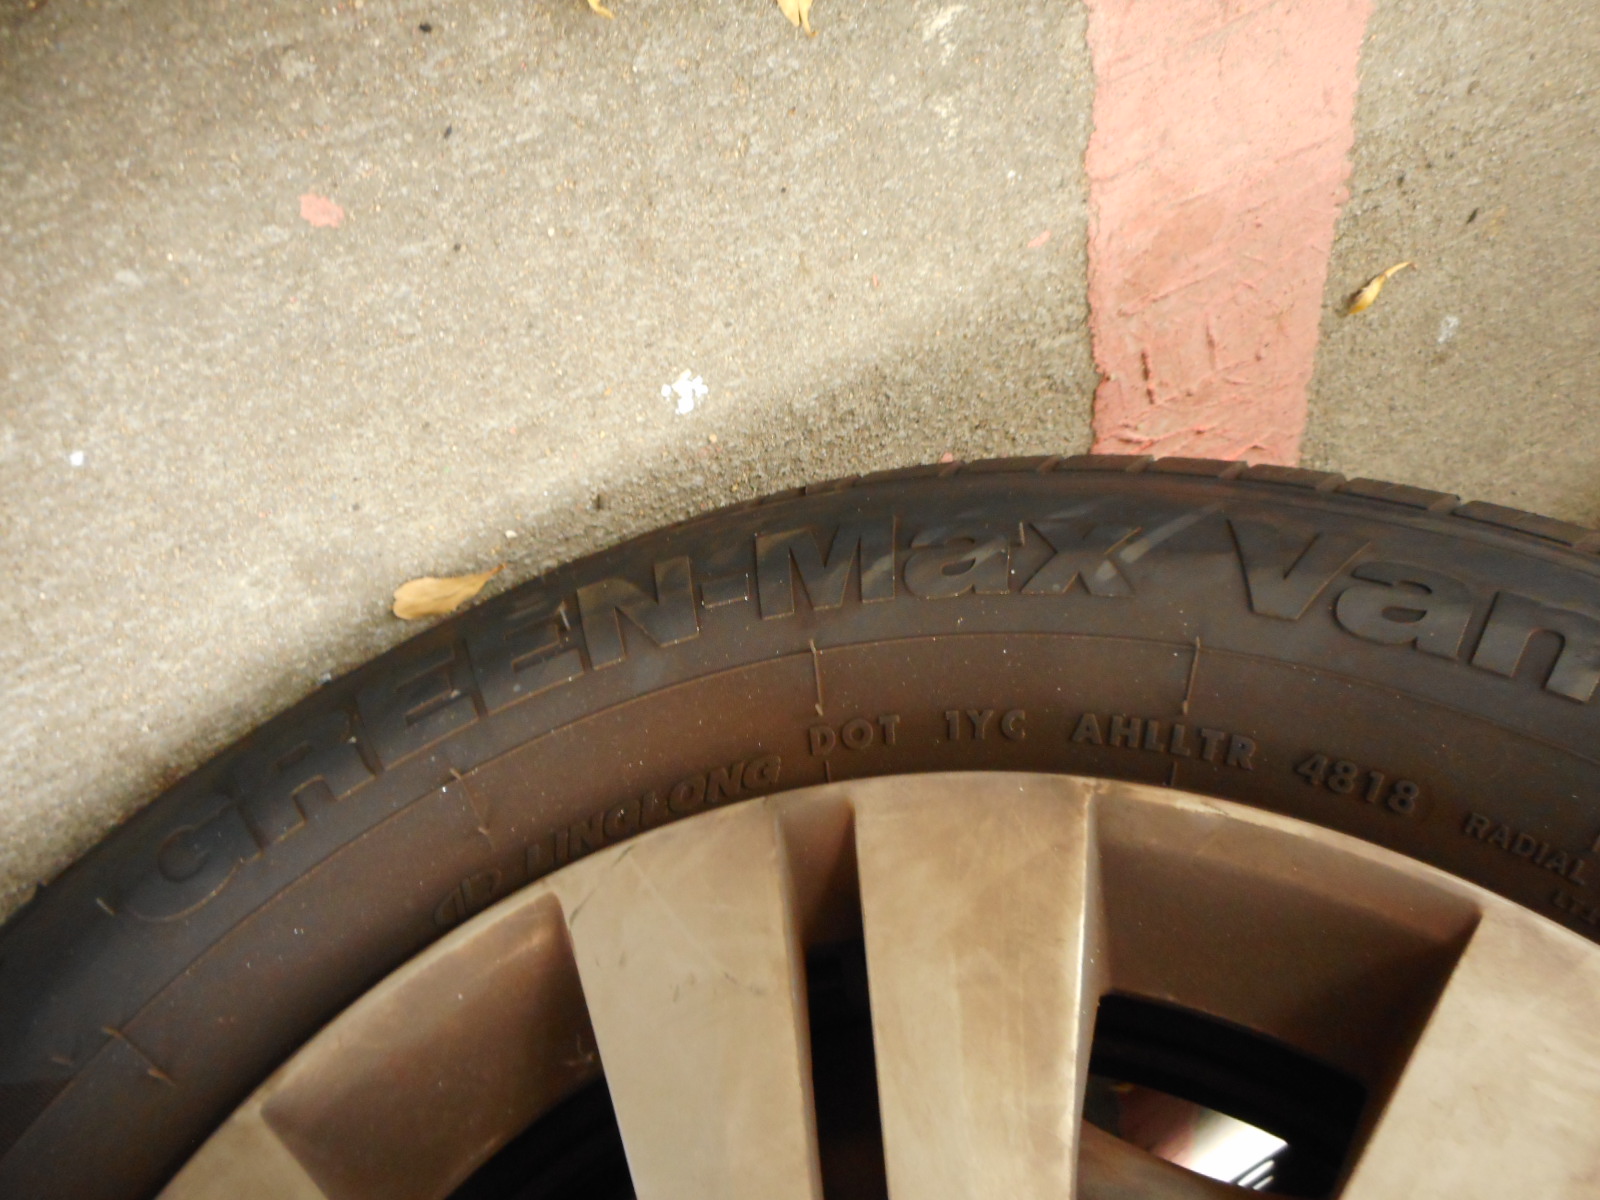 GREEN-Max Van
LINGLONG DOT 1YC AHLLTR 4818 RADIAL